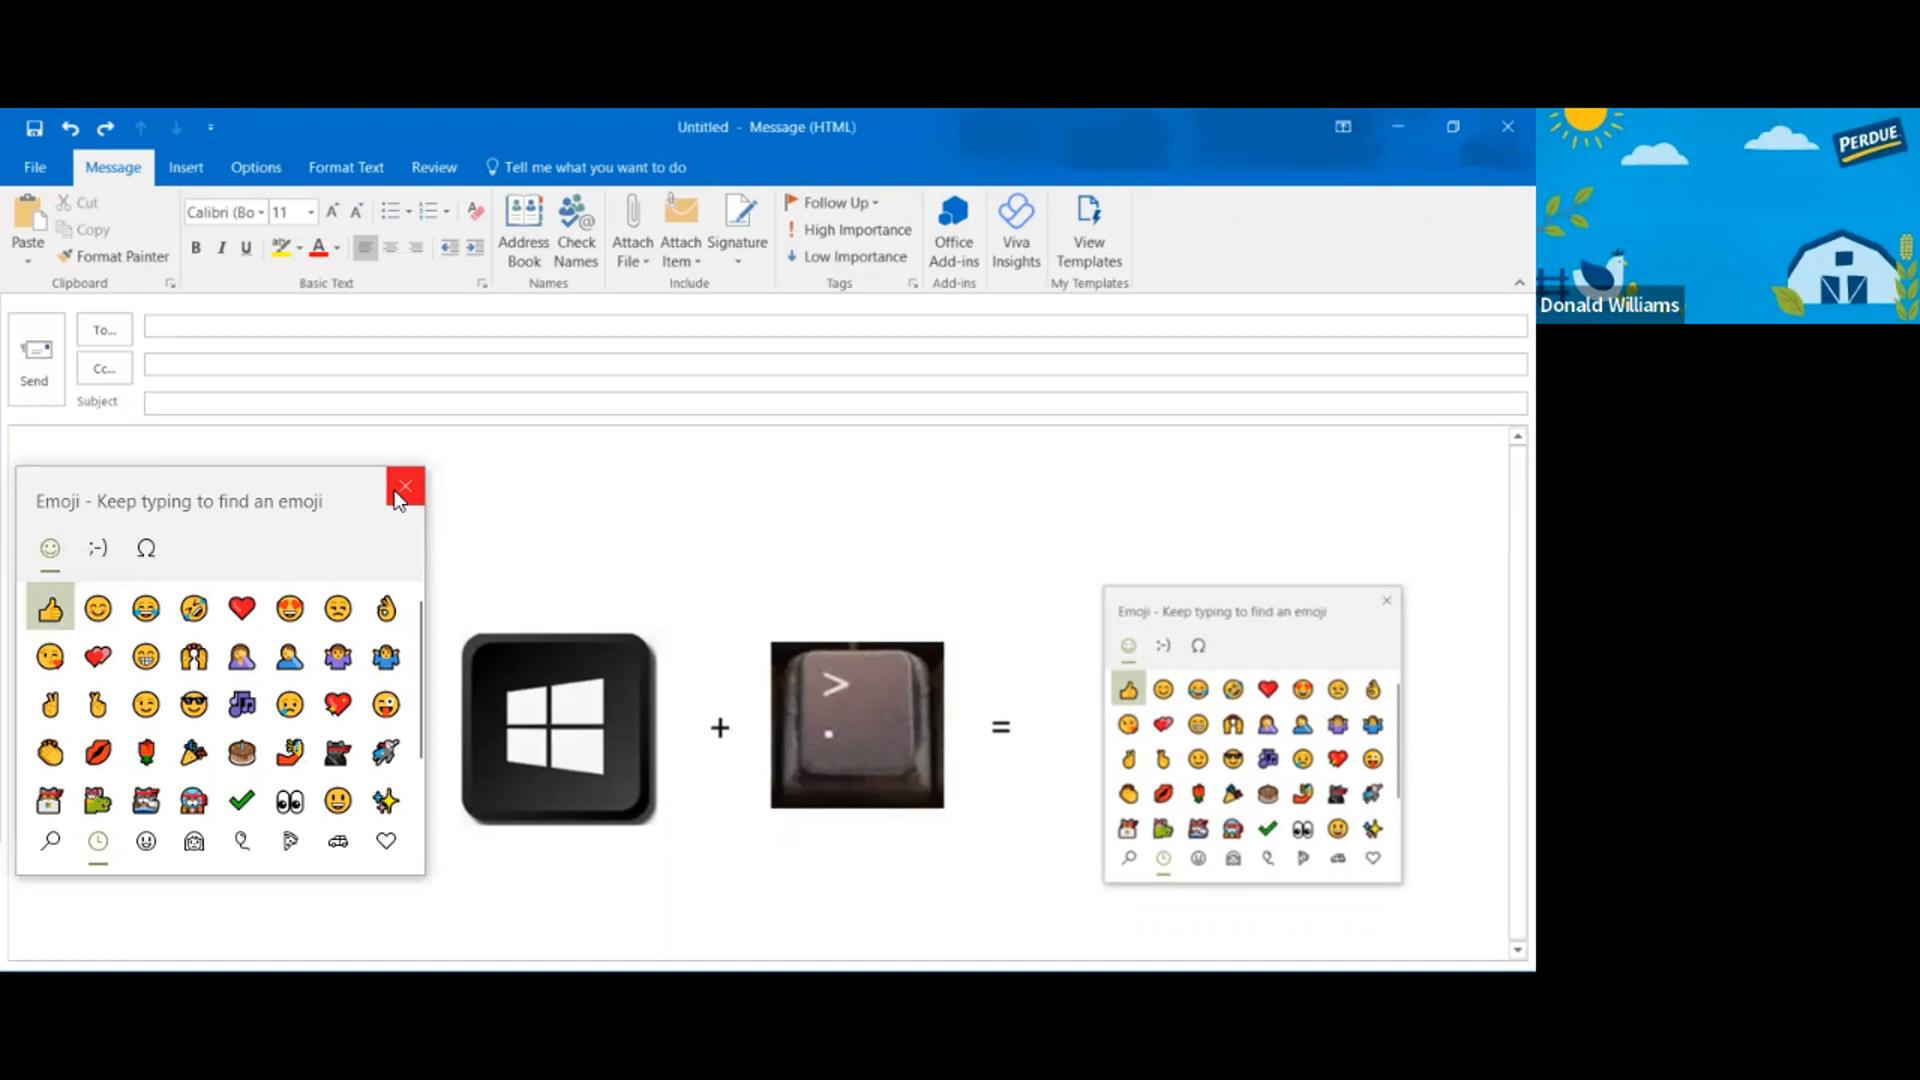 Untitled - Message (HTML)
File Message Insert Options Format Text Review Tell me what you want to do
Paste
Cut
Copy
Format Painter
Clipboard
Calibri (Bo 11
B I U
Basic Text
Address Book
Check Names
Names
Attach File
Attach Item
Signature
Include
Follow Up
High Importance
Low Importance
Tags
Office Add-ins
Add-ins
Viva Insights
View Templates
My Templates
Send
To...
Cc...
Subject
Emoji - Keep typing to find an emoji
;-) Ω
+
>
.
=
Emoji - Keep typing to find an emoji
;-) Ω
PERDUE
Donald Williams